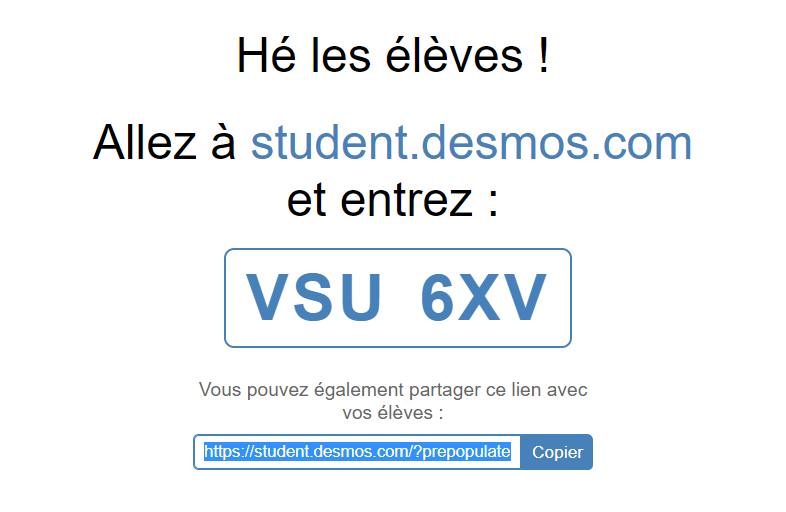 Hé les élèves !
Allez à student.desmos.com
et entrez :
VSU 6XV
Vous pouvez également partager ce lien avec
vos élèves :
https://student.desmos.com/?prepopulate
Copier